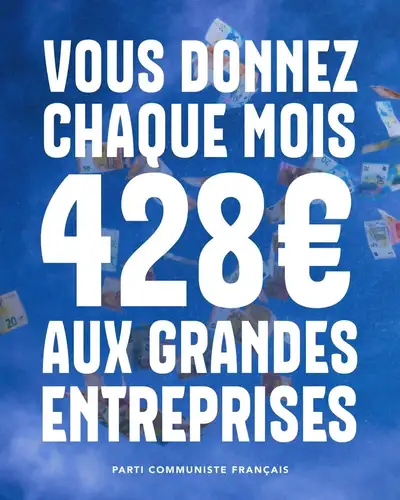 VOUS DONNEZ
CHAQUE MOIS
428€
AUX GRANDES
ENTREPRISES
PARTI COMMUNISTE FRANÇAIS